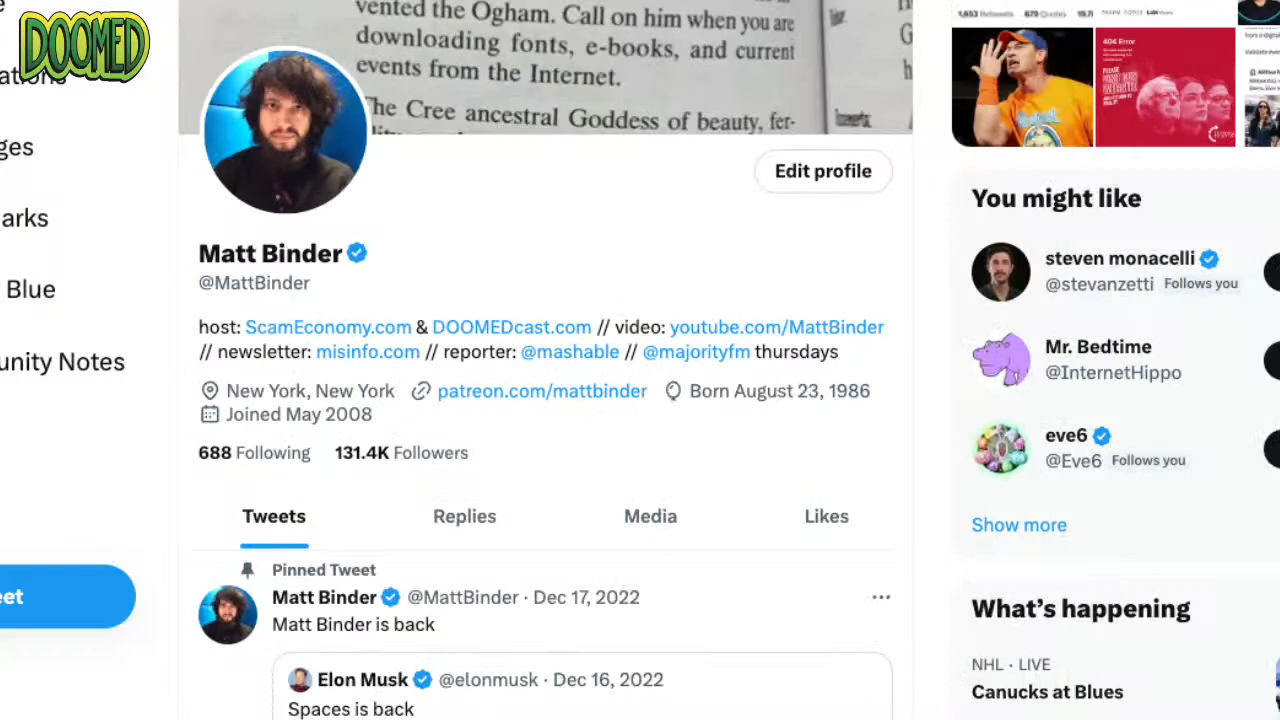 DOOMED
vented the Ogham. Call on him when you are
downloading fonts, e-books, and current
events from the Internet.
The Cree ancestral Goddess of beauty, fer-
ges
arks
Blue
unity Notes
eet
Edit profile
Matt Binder
@MattBinder
host: ScamEconomy.com & DOOMEDcast.com // video: youtube.com/MattBinder
// newsletter: misinfo.com // reporter: @mashable // @majorityfm thursdays
New York, New York patreon.com/mattbinder Born August 23, 1986
Joined May 2008
688 Following 131.4K Followers
Tweets Replies Media Likes
Pinned Tweet
Matt Binder @MattBinder · Dec 17, 2022
Matt Binder is back
Elon Musk @elonmusk · Dec 16, 2022
Spaces is back
1,653 Retweets 679 Quotes
404 Error
You might like
steven monacelli
@stevanzetti Follows you
Mr. Bedtime
@InternetHippo
eve6
@Eve6 Follows you
Show more
What's happening
NHL · LIVE
Canucks at Blues